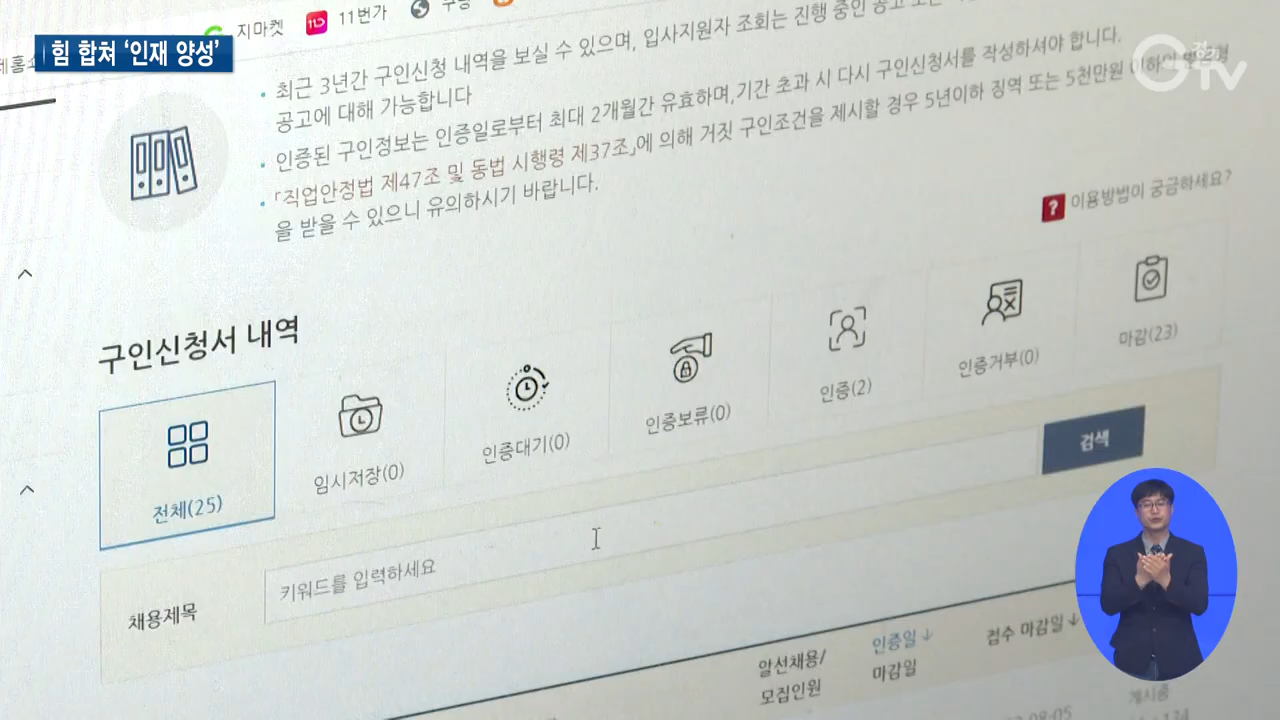 지마켓
11번가
쿠팡
힘 합쳐 '인재 양성'
GTV
최근 3년간 구인신청 내역을 보실 수 있으며, 입사지원자 조회는 진행 중인 공고
공고에 대해 가능합니다
인증된 구인정보는 인증일로부터 최대 2개월간 유효하며,기간 초과 시 다시 구인신청서를 작성하셔야 합니다.
「직업안정법 제47조 및 동법 시행령 제37조」에 의해 거짓 구인조건을 제시할 경우 5년이하 징역 또는 5천만원 이하의
을 받을 수 있으니 유의하시기 바랍니다.
? 이용방법이 궁금하세요?
구인신청서 내역
전체(25)
임시저장(0)
인증대기(0)
인증보류(0)
인증(2)
인증거부(0)
마감(23)
채용제목
키워드를 입력하세요
검색
알선채용/
모집인원
인증일↓
마감일
접수 마감일↓
게시중